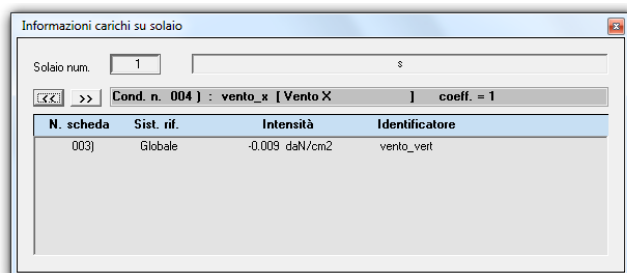 Informazioni carichi su solaio
Solaio num. 1 s
<< >> Cond. n. 004 ) : vento_x [ Vento X ] coeff. = 1
N. scheda Sist. rif. Intensità Identificatore
003) Globale -0.009 daN/cm2 vento_vert